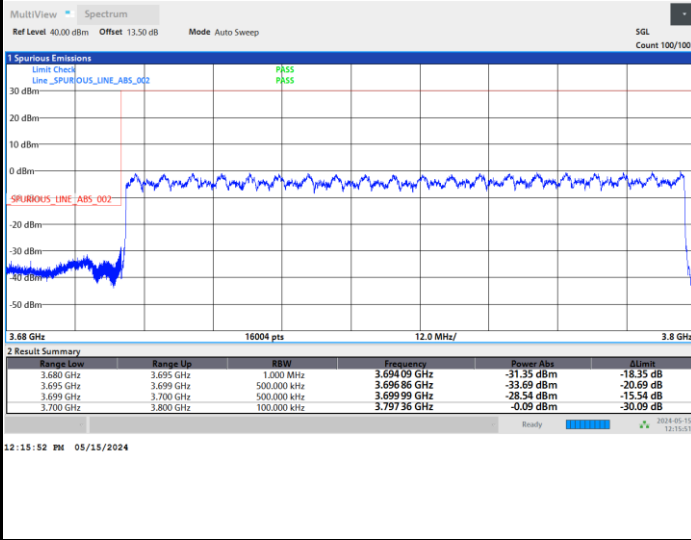 MultiView Spectrum
Ref Level 40.00 dBm Offset 13.50 dB Mode Auto Sweep SGL
Count 100/100
1 Spurious Emissions
Limit Check PASS
Line _SPURIOUS_LINE_ABS_002 PASS
30 dBm
20 dBm
10 dBm
0 dBm
SPURIOUS_LINE_ABS_002
-20 dBm
-30 dBm
-40 dBm
-50 dBm
3.68 GHz 16004 pts 12.0 MHz/ 3.8 GHz
2 Result Summary
Range Low Range Up RBW Frequency Power Abs ΔLimit
3.680 GHz 3.695 GHz 1.000 MHz 3.694 09 GHz -31.35 dBm -18.35 dB
3.695 GHz 3.699 GHz 500.000 kHz 3.696 86 GHz -33.69 dBm -20.69 dB
3.699 GHz 3.700 GHz 500.000 kHz 3.699 99 GHz -28.54 dBm -15.54 dB
3.700 GHz 3.800 GHz 100.000 kHz 3.797 36 GHz -0.09 dBm -30.09 dB
Ready 2024-05-15
12:15:51
12:15:52 PM 05/15/2024